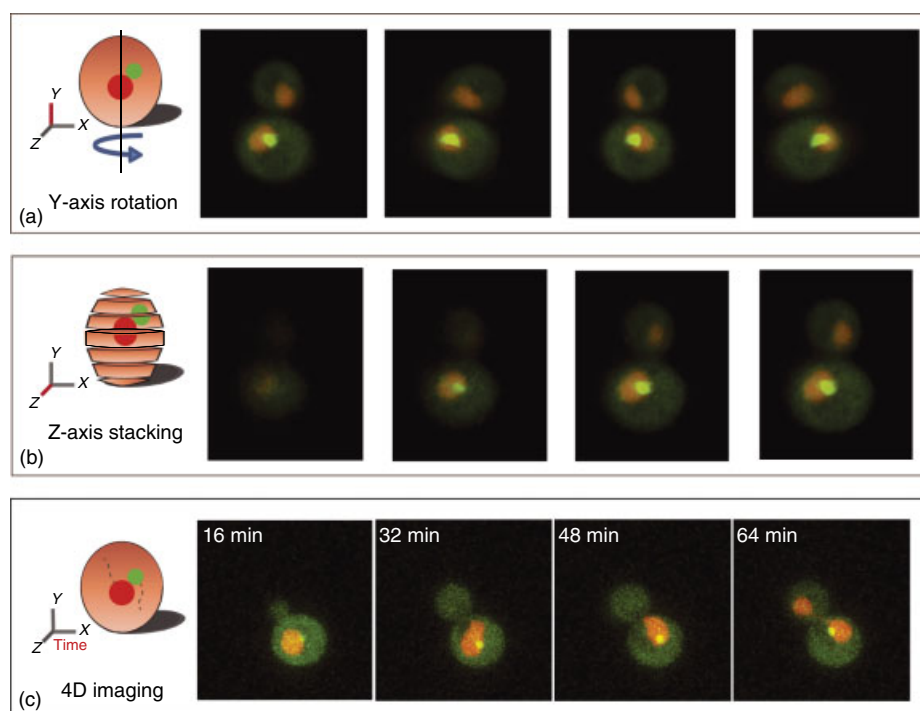 Y
X
Z
Y-axis rotation
(a)
Y
X
Z
Z-axis stacking
(b)
16 min
32 min
48 min
64 min
Y
X
Z
Time
4D imaging
(c)